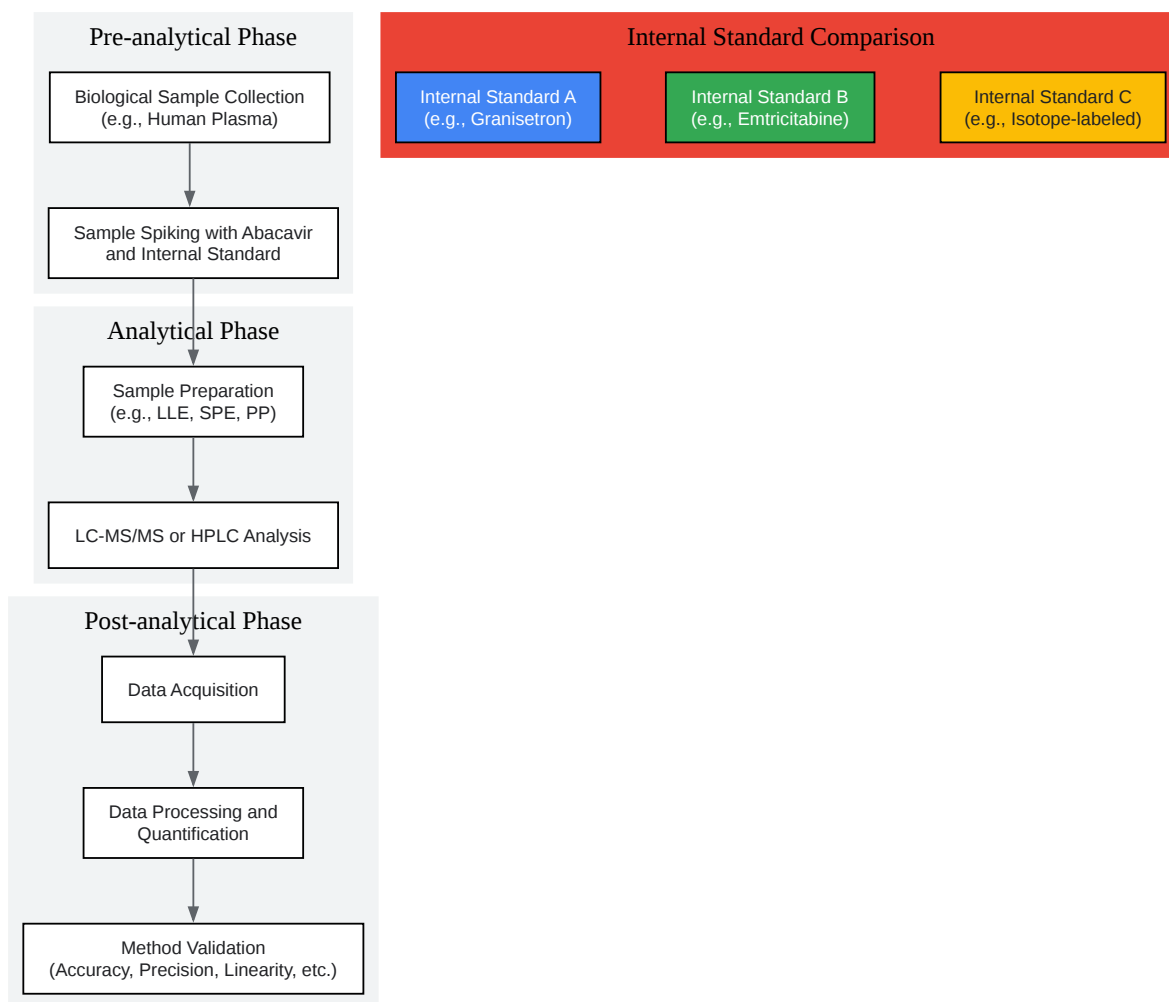 Pre-analytical Phase
Biological Sample Collection
(e.g., Human Plasma)
Sample Spiking with Abacavir
and Internal Standard
Analytical Phase
Sample Preparation
(e.g., LLE, SPE, PP)
LC-MS/MS or HPLC Analysis
Post-analytical Phase
Data Acquisition
Data Processing and
Quantification
Method Validation
(Accuracy, Precision, Linearity, etc.)
Internal Standard Comparison
Internal Standard A
(e.g., Granisetron)
Internal Standard B
(e.g., Emtricitabine)
Internal Standard C
(e.g., Isotope-labeled)